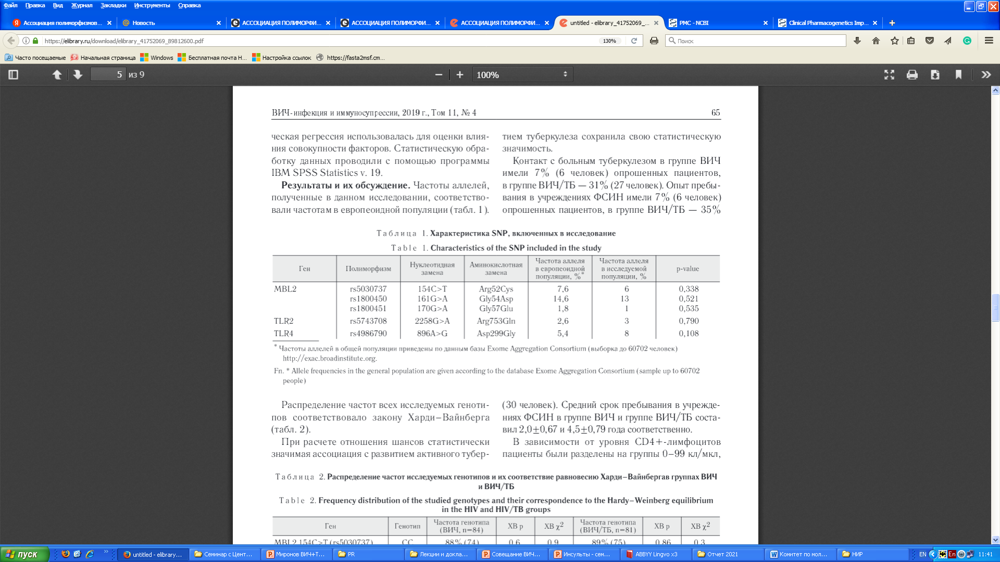 Файл Правка Вид Журнал Закладки Инструменты Справка
Ассоциация полиморфизмов...
Новость
АССОЦИАЦИЯ ПОЛИМОРФИ...
АССОЦИАЦИЯ ПОЛИМОРФИ...
АССОЦИАЦИЯ ПОЛИМОРФИ...
untitled - elibrary_41752069_...
PMC - NCBI
Clinical Pharmacogenetics Imp...
https://elibrary.ru/download/elibrary_41752069_89812600.pdf
130%
Поиск
Часто посещаемые
Начальная страница
Windows
Бесплатная почта H...
Настройка ссылок
https://fasta2msf.cm...
5 из 9
100%
ВИЧ-инфекция и иммуносупрессии, 2019 г., Том 11, № 4 65
ческая регрессия использовалась для оценки влия-
ния совокупности факторов. Статистическую обра-
ботку данных проводили с помощью программы
IBM SPSS Statistics v. 19.
Результаты и их обсуждение. Частоты аллелей,
полученные в данном исследовании, соответство-
вали частотам в европеоидной популяции (табл. 1).
тием туберкулеза сохранила свою статистическую
значимость.
Контакт с больным туберкулезом в группе ВИЧ
имели 7% (6 человек) опрошенных пациентов,
в группе ВИЧ/ТБ — 31% (27 человек). Опыт пребы-
вания в учреждениях ФСИН имели 7% (6 человек)
опрошенных пациентов, в группе ВИЧ/ТБ — 35%
Таблица 1. Характеристика SNP, включенных в исследование
Table 1. Characteristics of the SNP included in the study
Ген Полиморфизм Нуклеотидная замена Аминокислотная замена Частота аллеля в европеоидной популяции, %* Частота аллеля в исследуемой популяции, % p-value
MBL2 rs5030737 154C>T Arg52Cys 7,6 6 0,338
rs1800450 161G>A Gly54Asp 14,6 13 0,521
rs1800451 170G>A Gly57Glu 1,8 1 0,535
TLR2 rs5743708 2258G>A Arg753Gln 2,6 3 0,790
TLR4 rs4986790 896A>G Asp299Gly 5,4 8 0,108
* Частоты аллелей в общей популяции приведены по данным базы Exome Aggregation Consortium (выборка до 60702 человек)
http://exac.broadinstitute.org.
Fn. * Allele frequencies in the general population are given according to the database Exome Aggregation Consortium (sample up to 60702
people)
Распределение частот всех исследуемых геноти-
пов соответствовало закону Харди–Вайнберга
(табл. 2).
При расчете отношения шансов статистически
значимая ассоциация с развитием активного тубер-
(30 человек). Средний срок пребывания в учрежде-
ниях ФСИН в группе ВИЧ и группе ВИЧ/ТБ соста-
вил 2,0±0,67 и 4,5±0,79 года соответственно.
В зависимости от уровня CD4+-лимфоцитов
пациенты были разделены на группы 0–99 кл/мкл,
Таблица 2. Распределение частот исследуемых генотипов и их соответствие равновесию Харди–Вайнбергав группах ВИЧ
и ВИЧ/ТБ
Table 2. Frequency distribution of the studied genotypes and their correspondence to the Hardy–Weinberg equilibrium
in the HIV and HIV/TB groups
Ген Генотип Частота генотипа (ВИЧ, n=84) ХВ p ХВ χ2 Частота генотипа (ВИЧ/ТБ, n=81) ХВ p ХВ χ2
MBL2 154C>T (rs5030737) CC 88% (74) 0,6 0,9 89% (75) 0,86 0,3
пуск
untitled - elibrary...
Семинар с Цент...
Миронов ВИЧ+Т...
PR
Лекции и докла...
Совещание ВИЧ...
Инсульты - сем...
ABBYY Lingvo x3
Отчет 2021
Комитет по мол...
НИР
EN
En
11:41